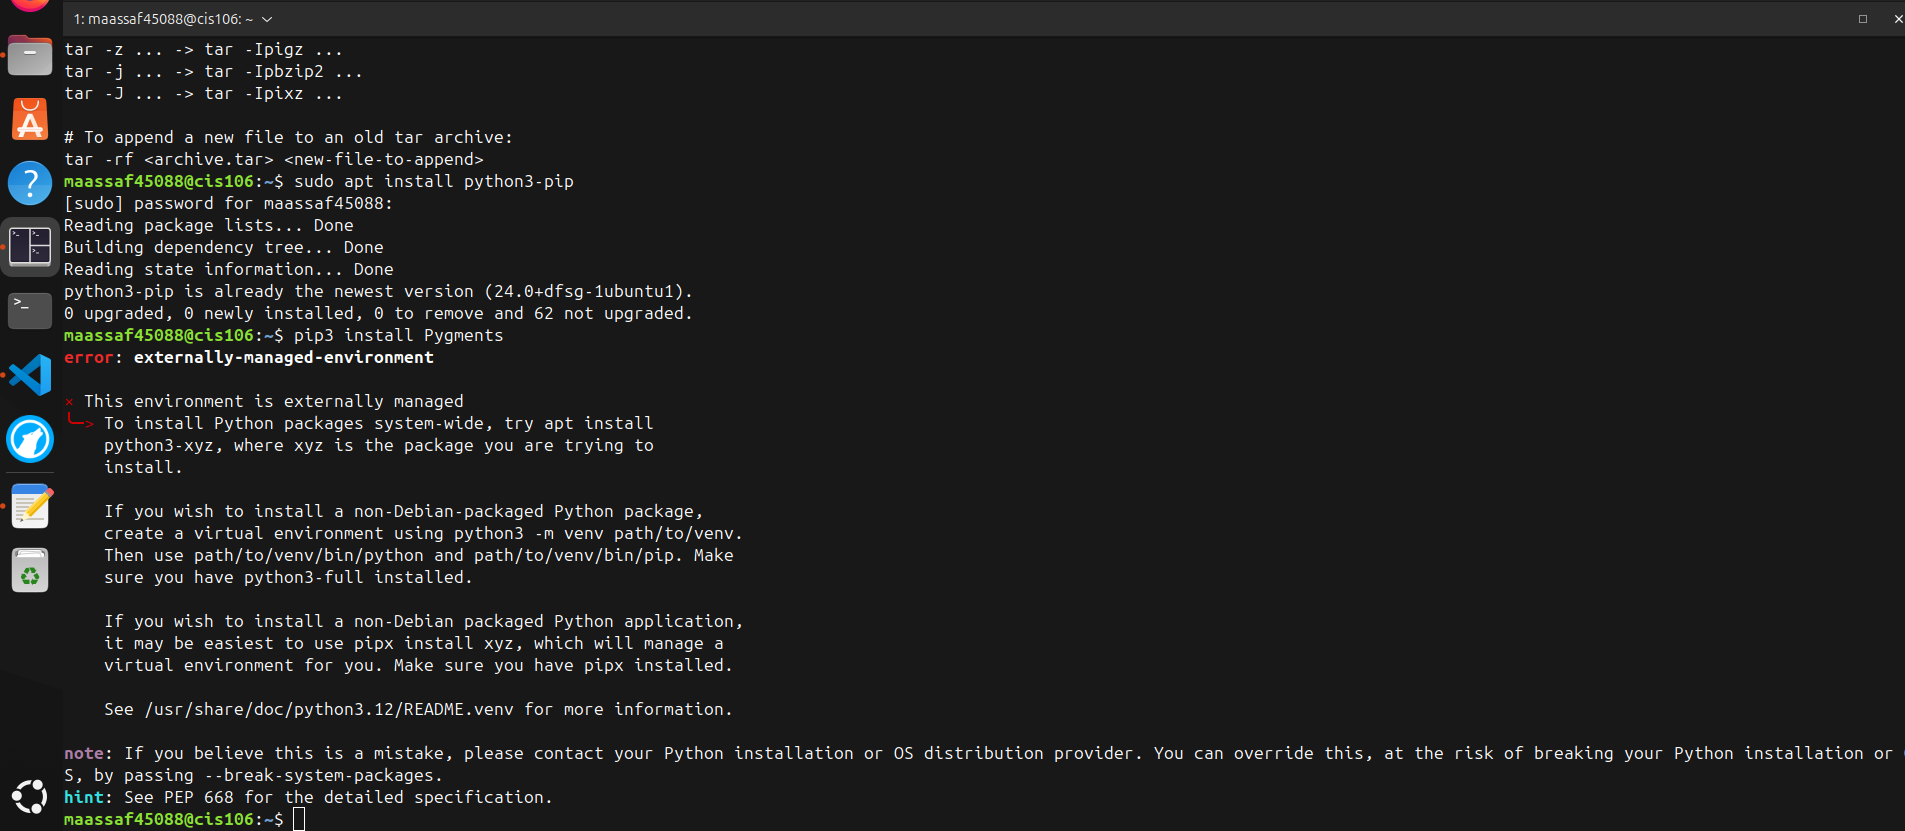 1: maassaf45088@cis106: ~
tar -z ... -> tar -Ipigz ...
tar -j ... -> tar -Ipbzip2 ...
tar -J ... -> tar -Ipixz ...
# To append a new file to an old tar archive:
tar -rf <archive.tar> <new-file-to-append>
maassaf45088@cis106:~$ sudo apt install python3-pip
[sudo] password for maassaf45088:
Reading package lists... Done
Building dependency tree... Done
Reading state information... Done
python3-pip is already the newest version (24.0+dfsg-1ubuntu1).
0 upgraded, 0 newly installed, 0 to remove and 62 not upgraded.
maassaf45088@cis106:~$ pip3 install Pygments
error: externally-managed-environment
× This environment is externally managed
╰─> To install Python packages system-wide, try apt install
python3-xyz, where xyz is the package you are trying to
install.
If you wish to install a non-Debian-packaged Python package,
create a virtual environment using python3 -m venv path/to/venv.
Then use path/to/venv/bin/python and path/to/venv/bin/pip. Make
sure you have python3-full installed.
If you wish to install a non-Debian packaged Python application,
it may be easiest to use pipx install xyz, which will manage a
virtual environment for you. Make sure you have pipx installed.
See /usr/share/doc/python3.12/README.venv for more information.
note: If you believe this is a mistake, please contact your Python installation or OS distribution provider. You can override this, at the risk of breaking your Python installation or
S, by passing --break-system-packages.
hint: See PEP 668 for the detailed specification.
maassaf45088@cis106:~$